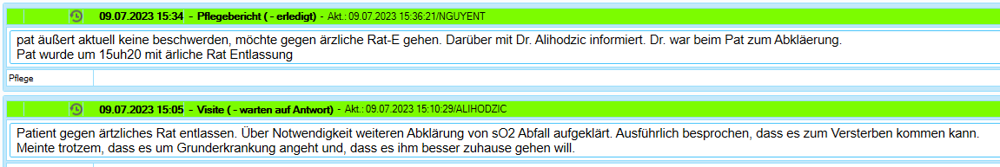 09.07.2023 15:34 - Pflegebericht ( - erledigt) - Akt.: 09.07.2023 15:36:21/NGUYENT
pat äußert aktuell keine beschwerden, möchte gegen ärzliche Rat-E gehen. Darüber mit Dr. Alihodzic informiert. Dr. war beim Pat zum Abkläerung.
Pat wurde um 15uh20 mit ärliche Rat Entlassung
Pflege
09.07.2023 15:05 - Visite ( - warten auf Antwort) - Akt.: 09.07.2023 15:10:29/ALIHODZIC
Patient gegen ärtzliches Rat entlassen. Über Notwendigkeit weiteren Abklärung von sO2 Abfall aufgeklärt. Ausführlich besprochen, dass es zum Versterben kommen kann.
Meinte trotzem, dass es um Grunderkrankung angeht und, dass es ihm besser zuhause gehen will.